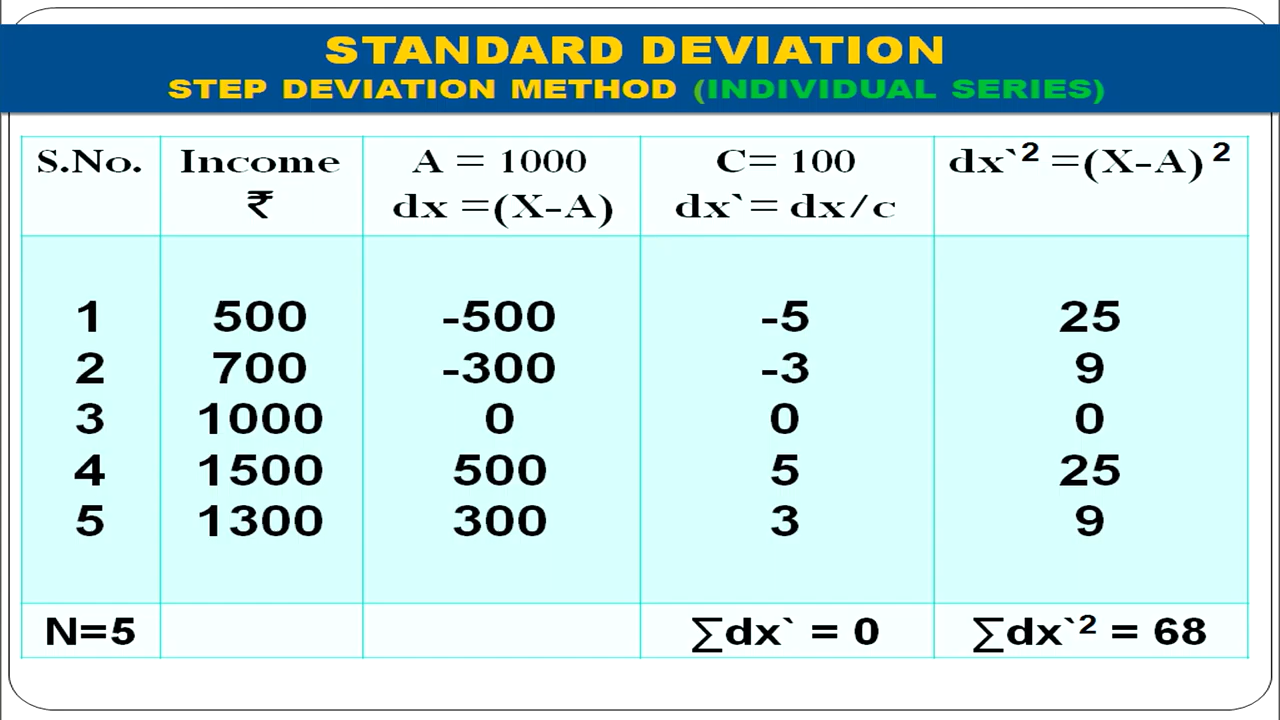 STANDARD DEVIATION
STEP DEVIATION METHOD (INDIVIDUAL SERIES)
S.No. Income A = 1000 C= 100 dx`² =(X-A)²
₹ dx =(X-A) dx`= dx/c
1 500 -500 -5 25
2 700 -300 -3 9
3 1000 0 0 0
4 1500 500 5 25
5 1300 300 3 9
N=5 ∑dx` = 0 ∑dx`² = 68